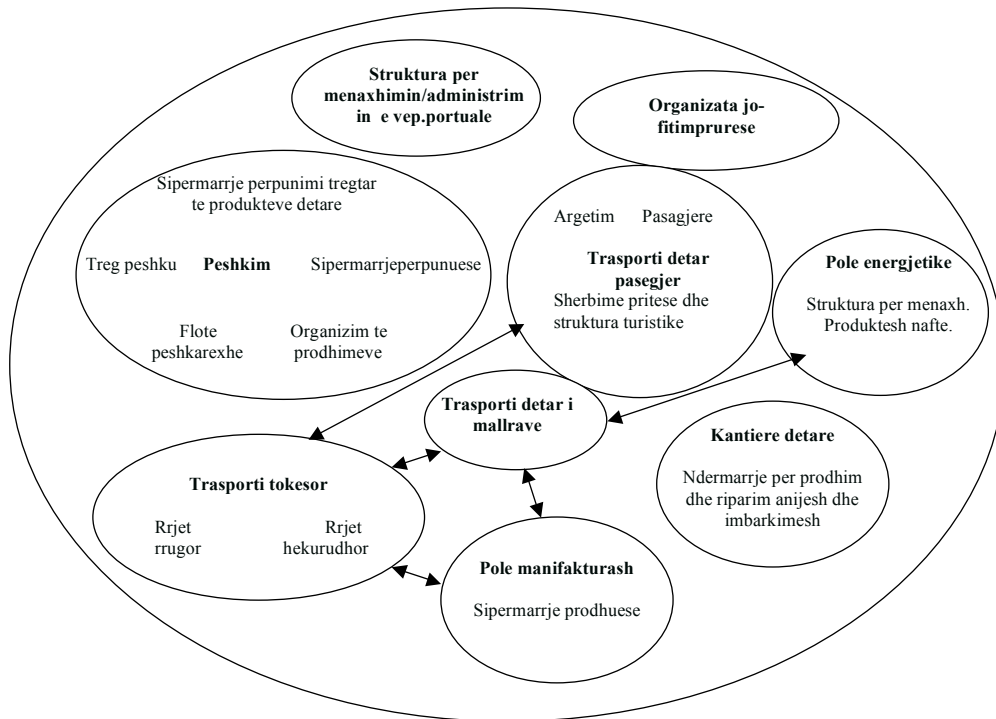 Struktura per
menaxhimin/administrim
in e vep.portuale
Organizata jo-
fitimprurese
Sipermarrje perpunimi tregtar
te produkteve detare
Treg peshku Peshkim Sipermarrjeperpunuese
Flote
peshkarexhe
Organizim te
prodhimeve
Argetim Pasagjere
Trasporti detar
pasegjer
Sherbime pritese dhe
struktura turistike
Pole energjetike
Struktura per menaxh.
Produktesh nafte.
Trasporti detar i
mallrave
Kantiere detare
Ndermarrje per prodhim
dhe riparim anijesh dhe
imbarkimesh
Trasporti tokesor
Rrjet
rrugor
Rrjet
hekurudhor
Pole manifakturash
Sipermarrje prodhuese